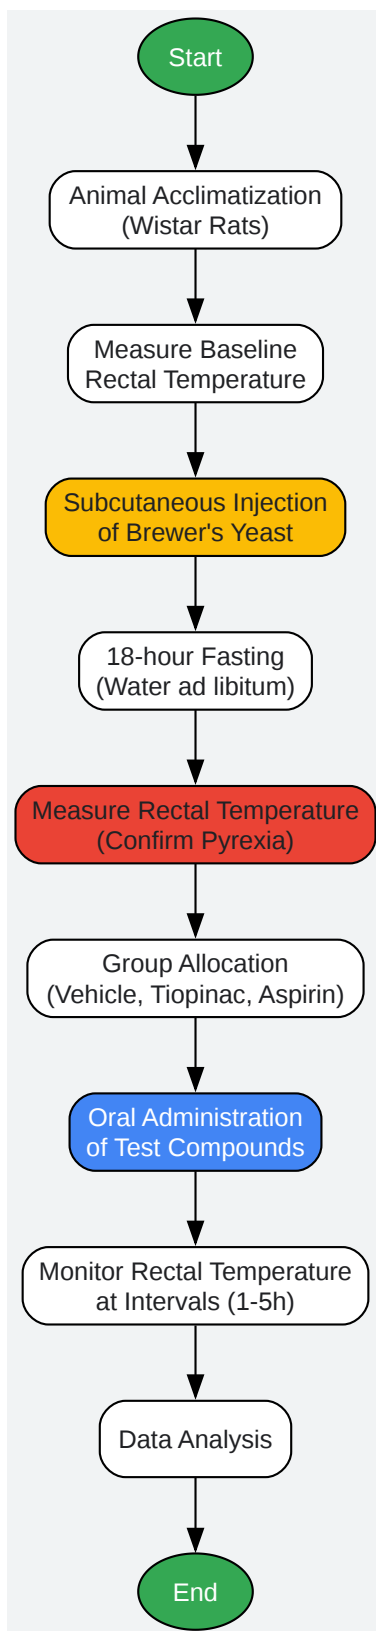 Start
Animal Acclimatization
(Wistar Rats)
Measure Baseline
Rectal Temperature
Subcutaneous Injection
of Brewer's Yeast
18-hour Fasting
(Water ad libitum)
Measure Rectal Temperature
(Confirm Pyrexia)
Group Allocation
(Vehicle, Tiopinac, Aspirin)
Oral Administration
of Test Compounds
Monitor Rectal Temperature
at Intervals (1-5h)
Data Analysis
End